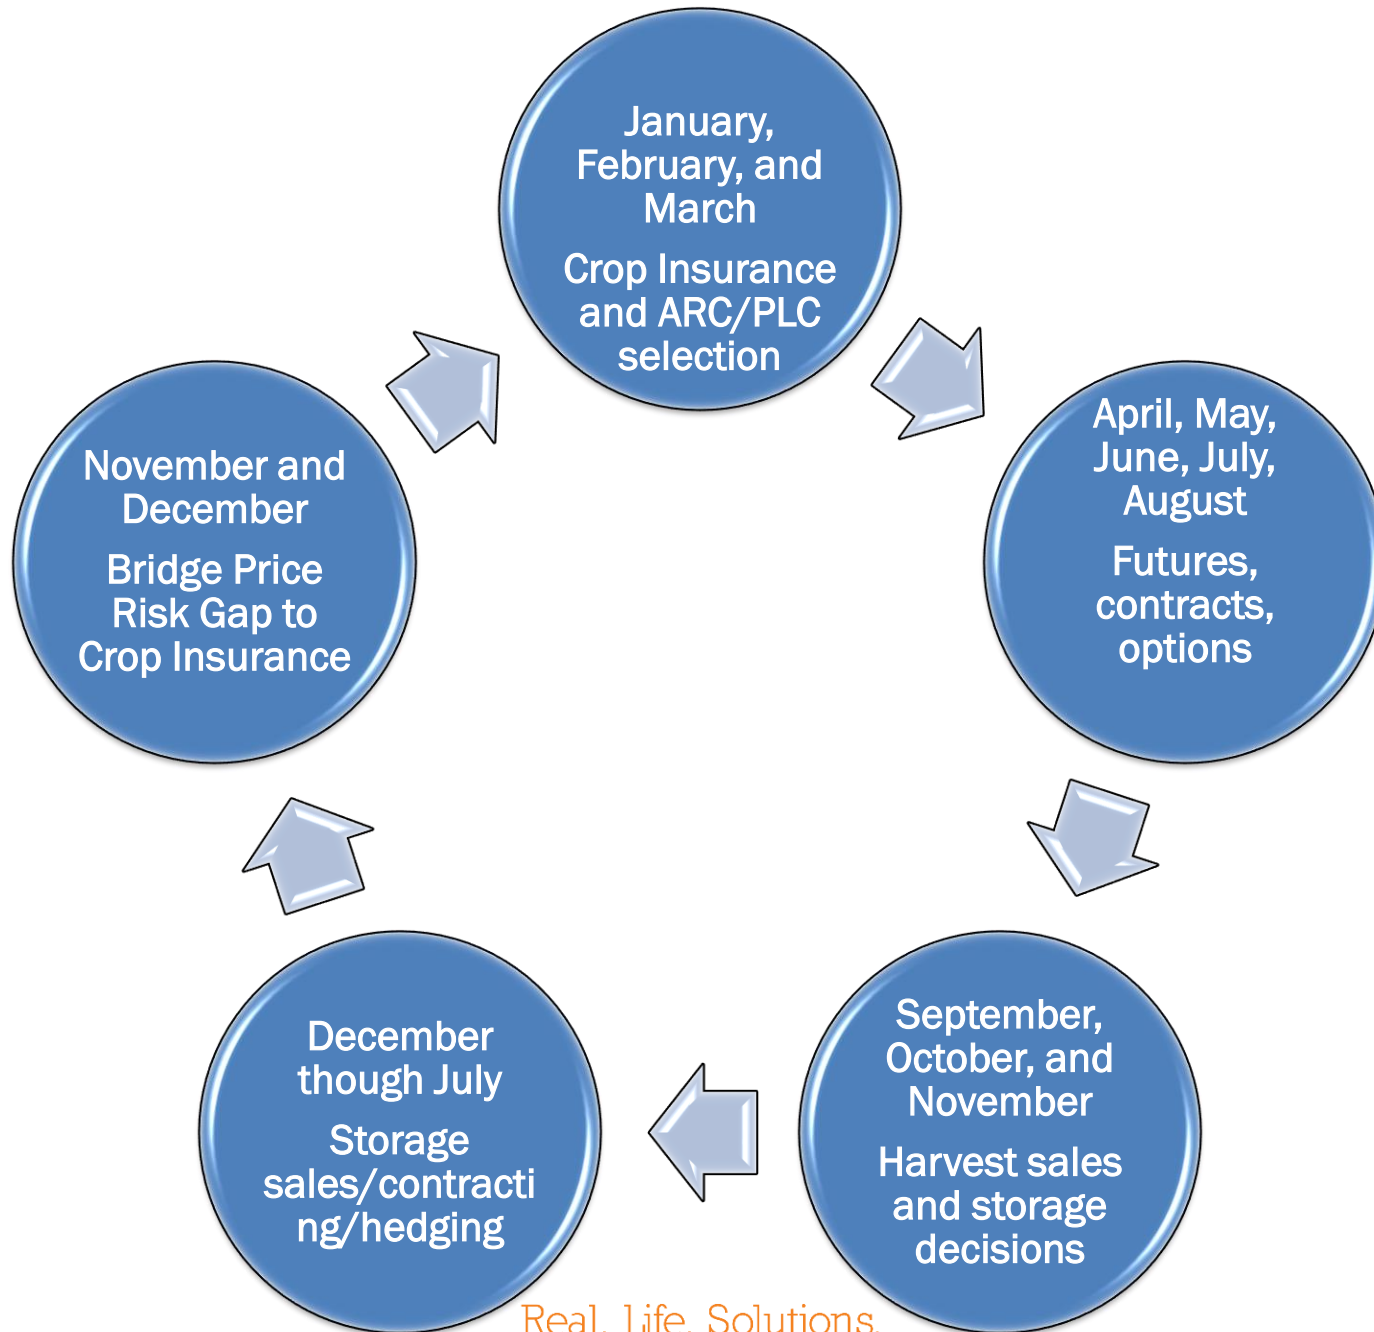 January,
February, and
March
Crop Insurance
and ARC/PLC
selection
April, May,
June, July,
August
Futures,
contracts,
options
September,
October, and
November
Harvest sales
and storage
decisions
December
though July
Storage
sales/contracti
ng/hedging
November and
December
Bridge Price
Risk Gap to
Crop Insurance
Real. Life. Solutions.